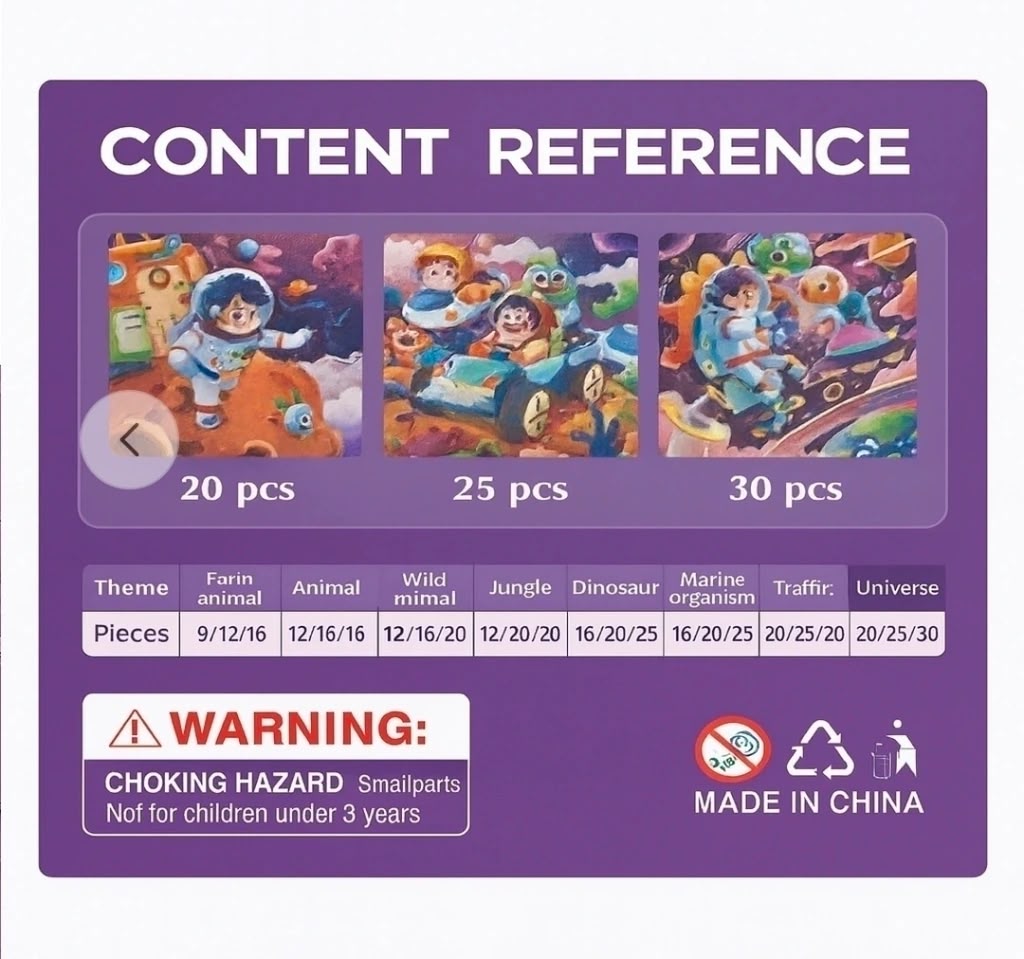 CONTENT REFERENCE
20 pcs
25 pcs
30 pcs
Theme
Farin
animal
Animal
Wild
mimal
Jungle
Dinosaur
Marine
organism
Traffir:
Universe
Pieces
9/12/16
12/16/16
12/16/20
12/20/20
16/20/25
16/20/25
20/25/20
20/25/30
WARNING:
CHOKING HAZARD Smailparts
Nof for children under 3 years
MADE IN CHINA